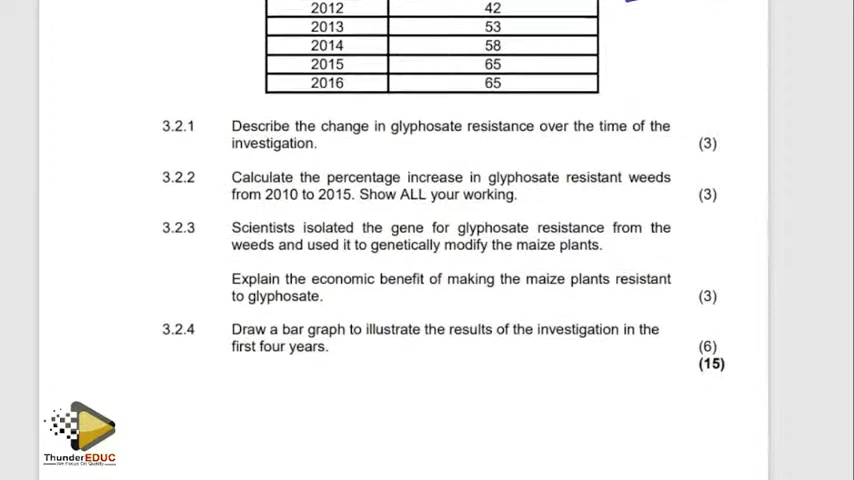 2012 42
2013 53
2014 58
2015 65
2016 65
3.2.1 Describe the change in glyphosate resistance over the time of the
investigation. (3)
3.2.2 Calculate the percentage increase in glyphosate resistant weeds
from 2010 to 2015. Show ALL your working. (3)
3.2.3 Scientists isolated the gene for glyphosate resistance from the
weeds and used it to genetically modify the maize plants.
Explain the economic benefit of making the maize plants resistant
to glyphosate. (3)
3.2.4 Draw a bar graph to illustrate the results of the investigation in the
first four years. (6)
(15)
ThunderEDUC
We Focus On Quality